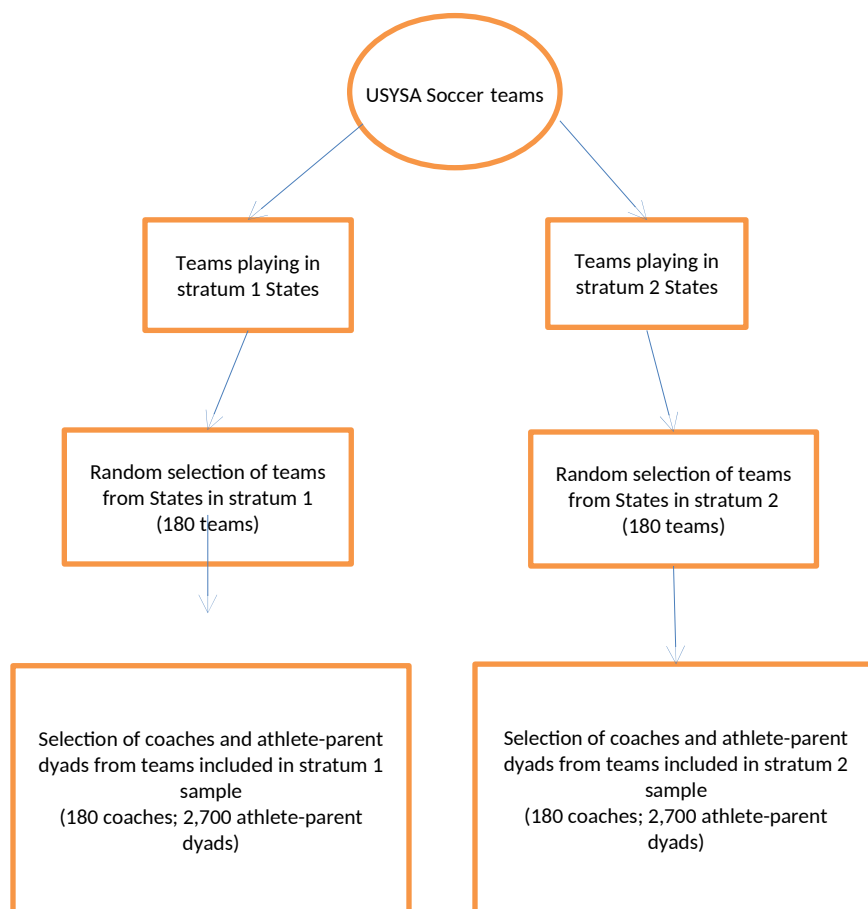 USYSA Soccer teams
Teams playing in
stratum 1 States
Teams playing in
stratum 2 States
Random selection of teams
from States in stratum 1
(180 teams)
Random selection of teams
from States in stratum 2
(180 teams)
Selection of coaches and athlete-parent
dyads from teams included in stratum 1
sample
(180 coaches; 2,700 athlete-parent
dyads)
Selection of coaches and athlete-parent
dyads from teams included in stratum 2
sample
(180 coaches; 2,700 athlete-parent
dyads)